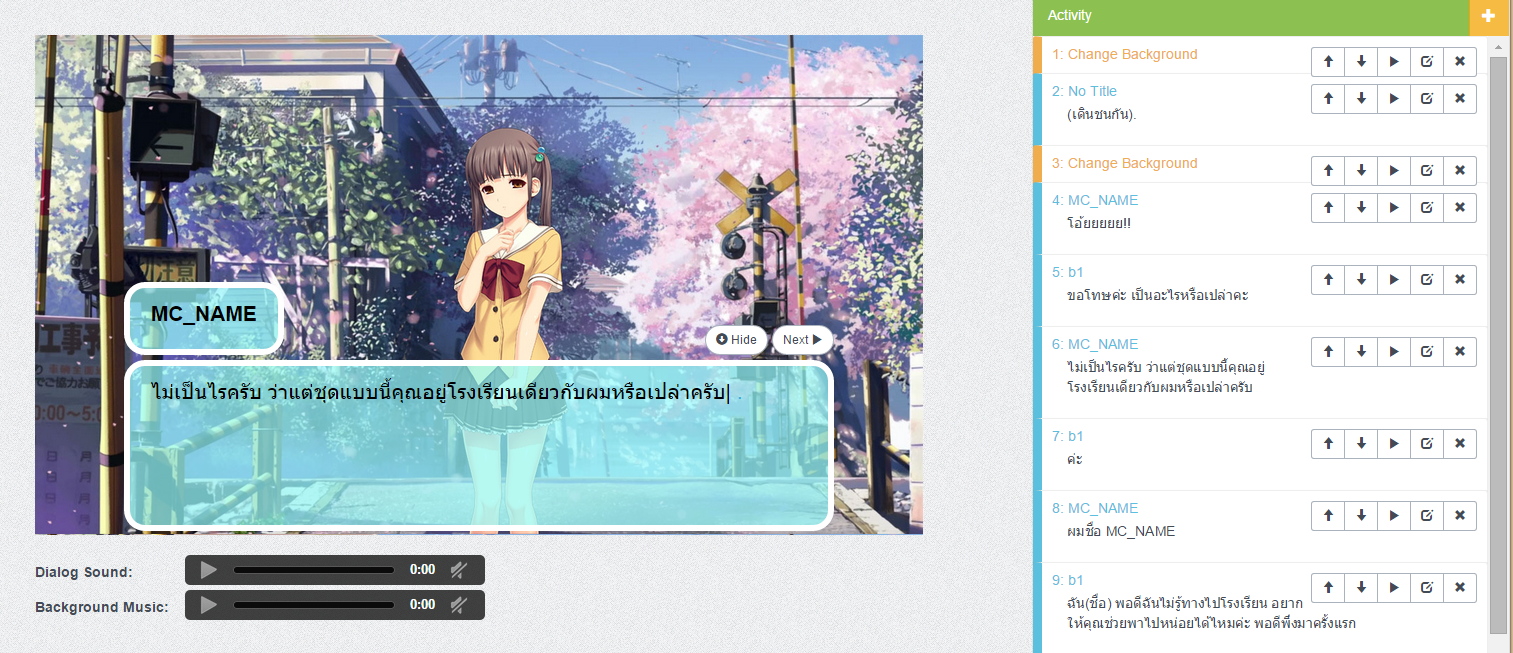 Activity
1: Change Background
2: No Title
(เดินชนกัน).
3: Change Background
4: MC_NAME
โอ้ยยยยย!!
5: b1
ขอโทษค่ะ เป็นอะไรหรือเปล่าคะ
6: MC_NAME
ไม่เป็นไรครับ ว่าแต่ชุดแบบนี้คุณอยู่
โรงเรียนเดียวกับผมหรือเปล่าครับ
7: b1
ค่ะ
8: MC_NAME
ผมชื่อ MC_NAME
9: b1
ฉัน(ชื่อ) พอดีฉันไม่รู้ทางไปโรงเรียน อยาก
ให้คุณช่วยพาไปหน่อยได้ไหมค่ะ พอดีพึ่งมาครั้งแรก
MC_NAME
Hide
Next
ไม่เป็นไรครับ ว่าแต่ชุดแบบนี้คุณอยู่โรงเรียนเดียวกับผมหรือเปล่าครับ
Dialog Sound:
0:00
Background Music:
0:00